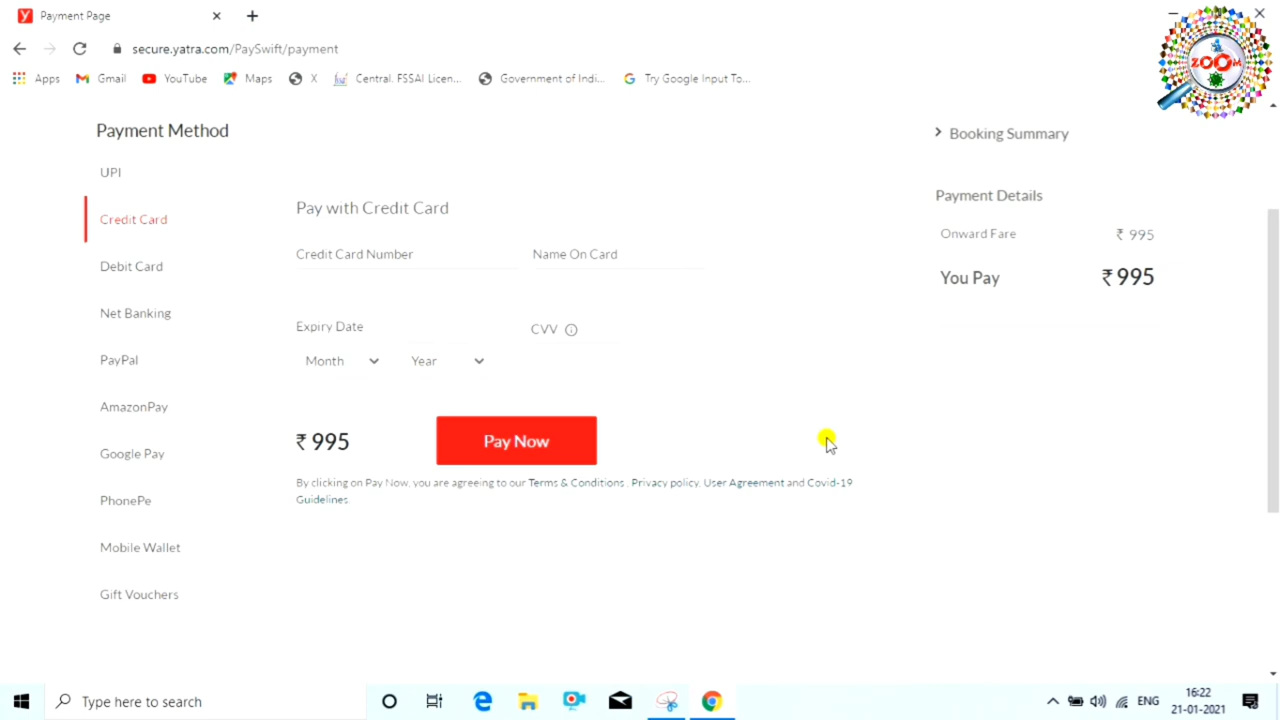 Payment Page
secure.yatra.com/PaySwift/payment
Apps Gmail YouTube Maps X Central. FSSAI Licen... Government of Indi... Try Google Input To...
ZOOM
Payment Method
UPI
Credit Card
Debit Card
Net Banking
PayPal
AmazonPay
Google Pay
PhonePe
Mobile Wallet
Gift Vouchers
Pay with Credit Card
Credit Card Number Name On Card
Expiry Date CVV
Month Year
₹ 995 Pay Now
By clicking on Pay Now, you are agreeing to our Terms & Conditions , Privacy policy, User Agreement and Covid-19
Guidelines
Booking Summary
Payment Details
Onward Fare ₹ 995
You Pay ₹995
Type here to search
ENG
16:22
21-01-2021